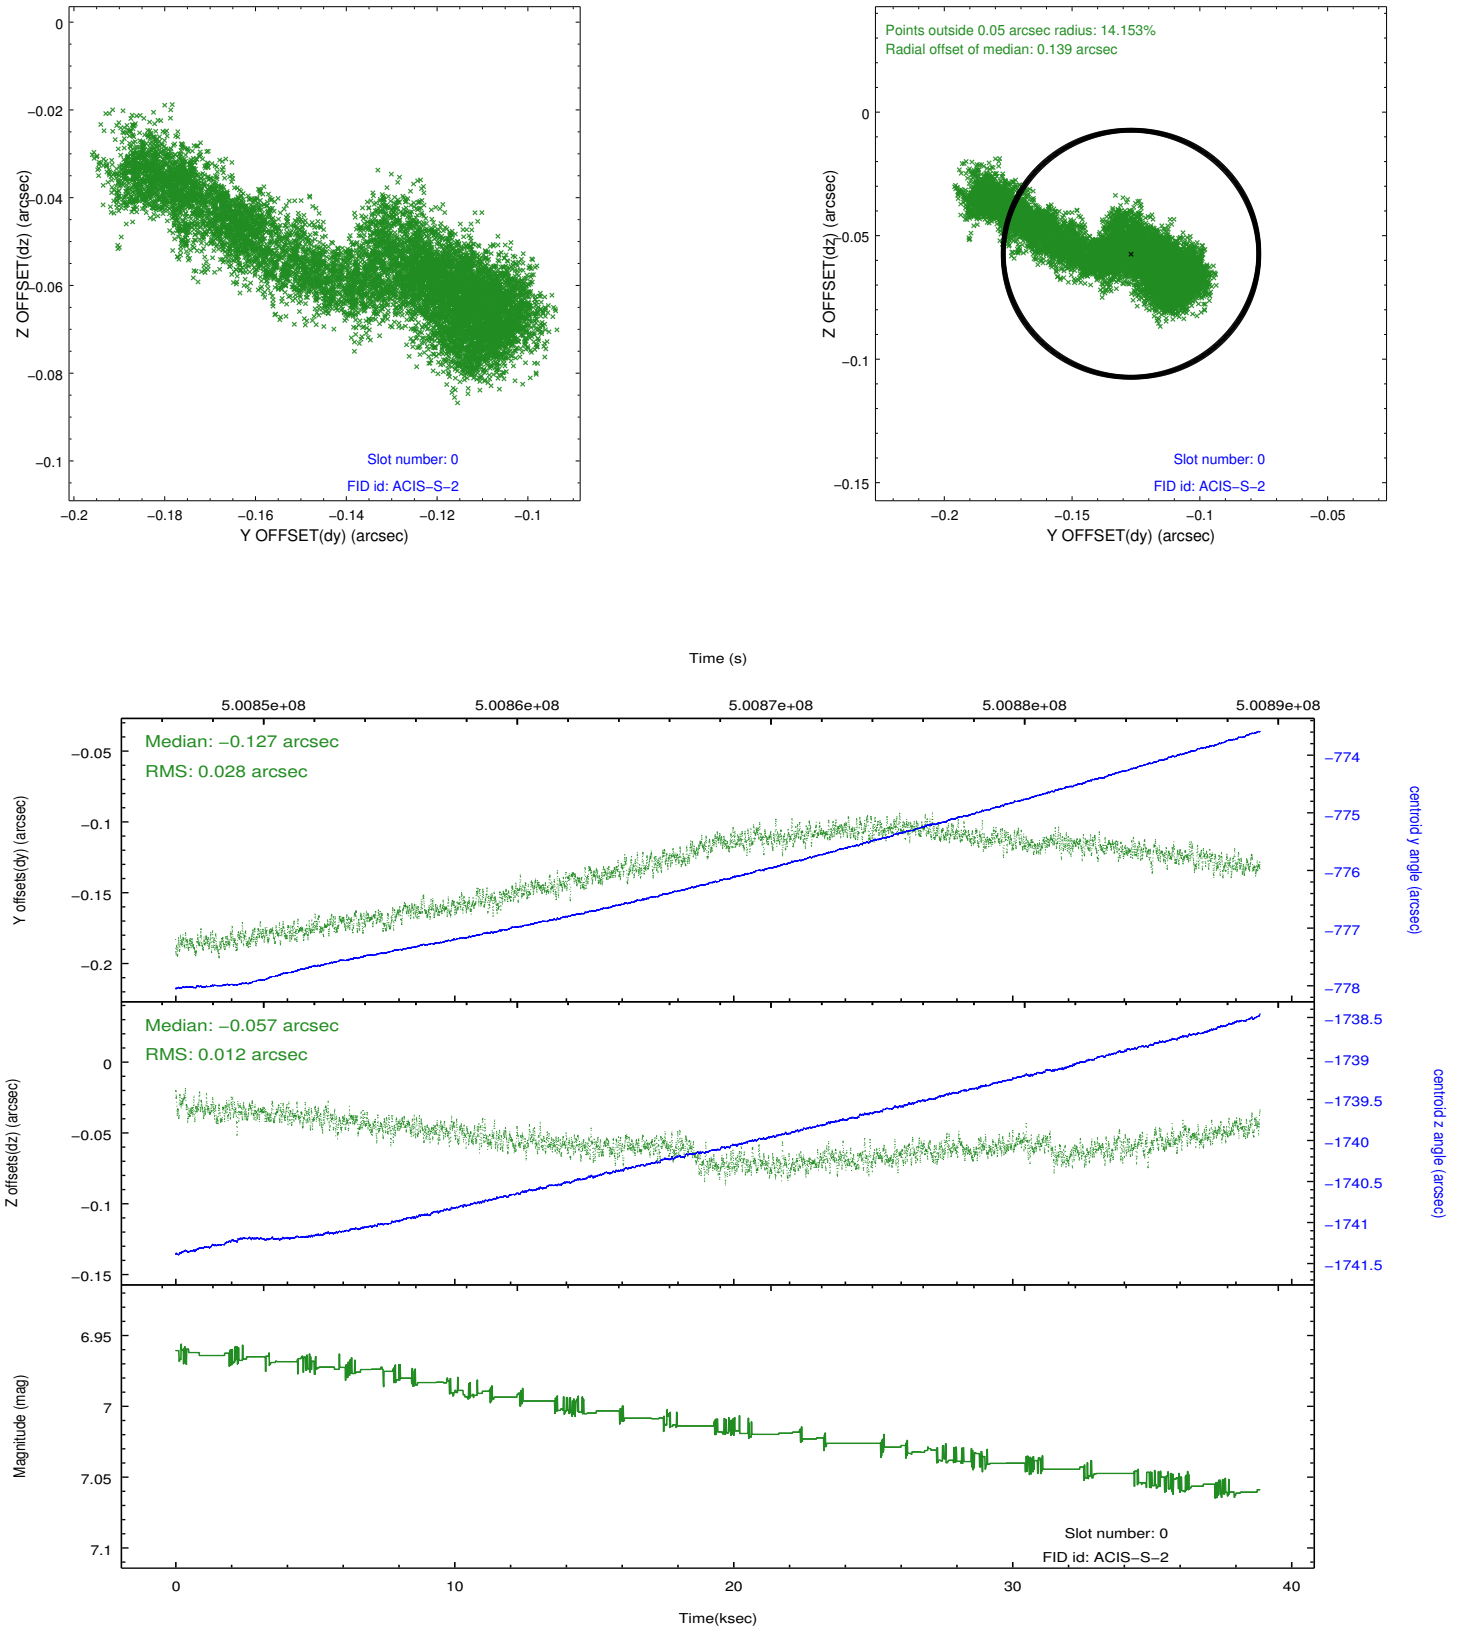 0
−0.02
−0.04
−0.06
−0.08
−0.1
Z OFFSET(dz) (arcsec)
Slot number: 0
FID id: ACIS−S−2
−0.2 −0.18 −0.16 −0.14 −0.12 −0.1
Y OFFSET(dy) (arcsec)
Points outside 0.05 arcsec radius: 14.153%
Radial offset of median: 0.139 arcsec
0
−0.05
−0.1
−0.15
Z OFFSET(dz) (arcsec)
Slot number: 0
FID id: ACIS−S−2
−0.2 −0.15 −0.1 −0.05
Y OFFSET(dy) (arcsec)
Time (s)
5.0085e+08 5.0086e+08 5.0087e+08 5.0088e+08 5.0089e+08
Median: −0.127 arcsec
RMS: 0.028 arcsec
−0.05
−0.1
−0.15
−0.2
Y offsets(dy) (arcsec)
−774
−775
−776
−777
−778
centroid y angle (arcsec)
Median: −0.057 arcsec
RMS: 0.012 arcsec
0
−0.05
−0.1
−0.15
Z offsets(dz) (arcsec)
−1738.5
−1739
−1739.5
−1740
−1740.5
−1741
−1741.5
centroid z angle (arcsec)
6.95
7
7.05
7.1
Magnitude (mag)
Slot number: 0
FID id: ACIS−S−2
0 10 20 30 40
Time(ksec)